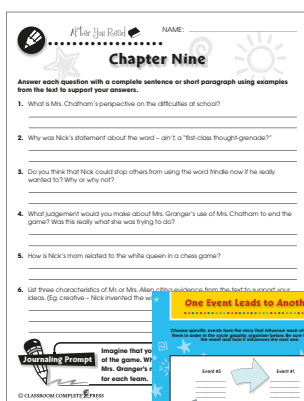 After You Read
NAME:
Chapter Nine
Answer each question with a complete sentence or short paragraph using examples
from the text to support your answers.
1. What is Mrs. Chatham's perspective on the difficulties at school?
2. Why was Nick's statement about the word – ain't, a "first-class thought-grenade?"
3. Do you think that Nick could stop others from using the word frindle now if he really
wanted to? Why or why not?
4. What judgement would you make about Mrs. Granger's use of Mrs. Chatham to end the
game? Was this really what she was trying to do?
5. How is Nick's mom related to the white queen in a chess game?
6. List three characteristics of Mr. or Mrs. Allen citing evidence from the text to support your
ideas. (Eg. creative – Nick invented the
One Event Leads to Anoth
Choose specific events from the story that influence each
them in order in the cycle graphic organizer below. Be sure
the event and how it influences the next one.
Journaling Prompt
Imagine that yo
of the game. Wh
Mrs. Granger's
for each team.
Event #5
Event #1
© CLASSROOM COMPLETE PRESS